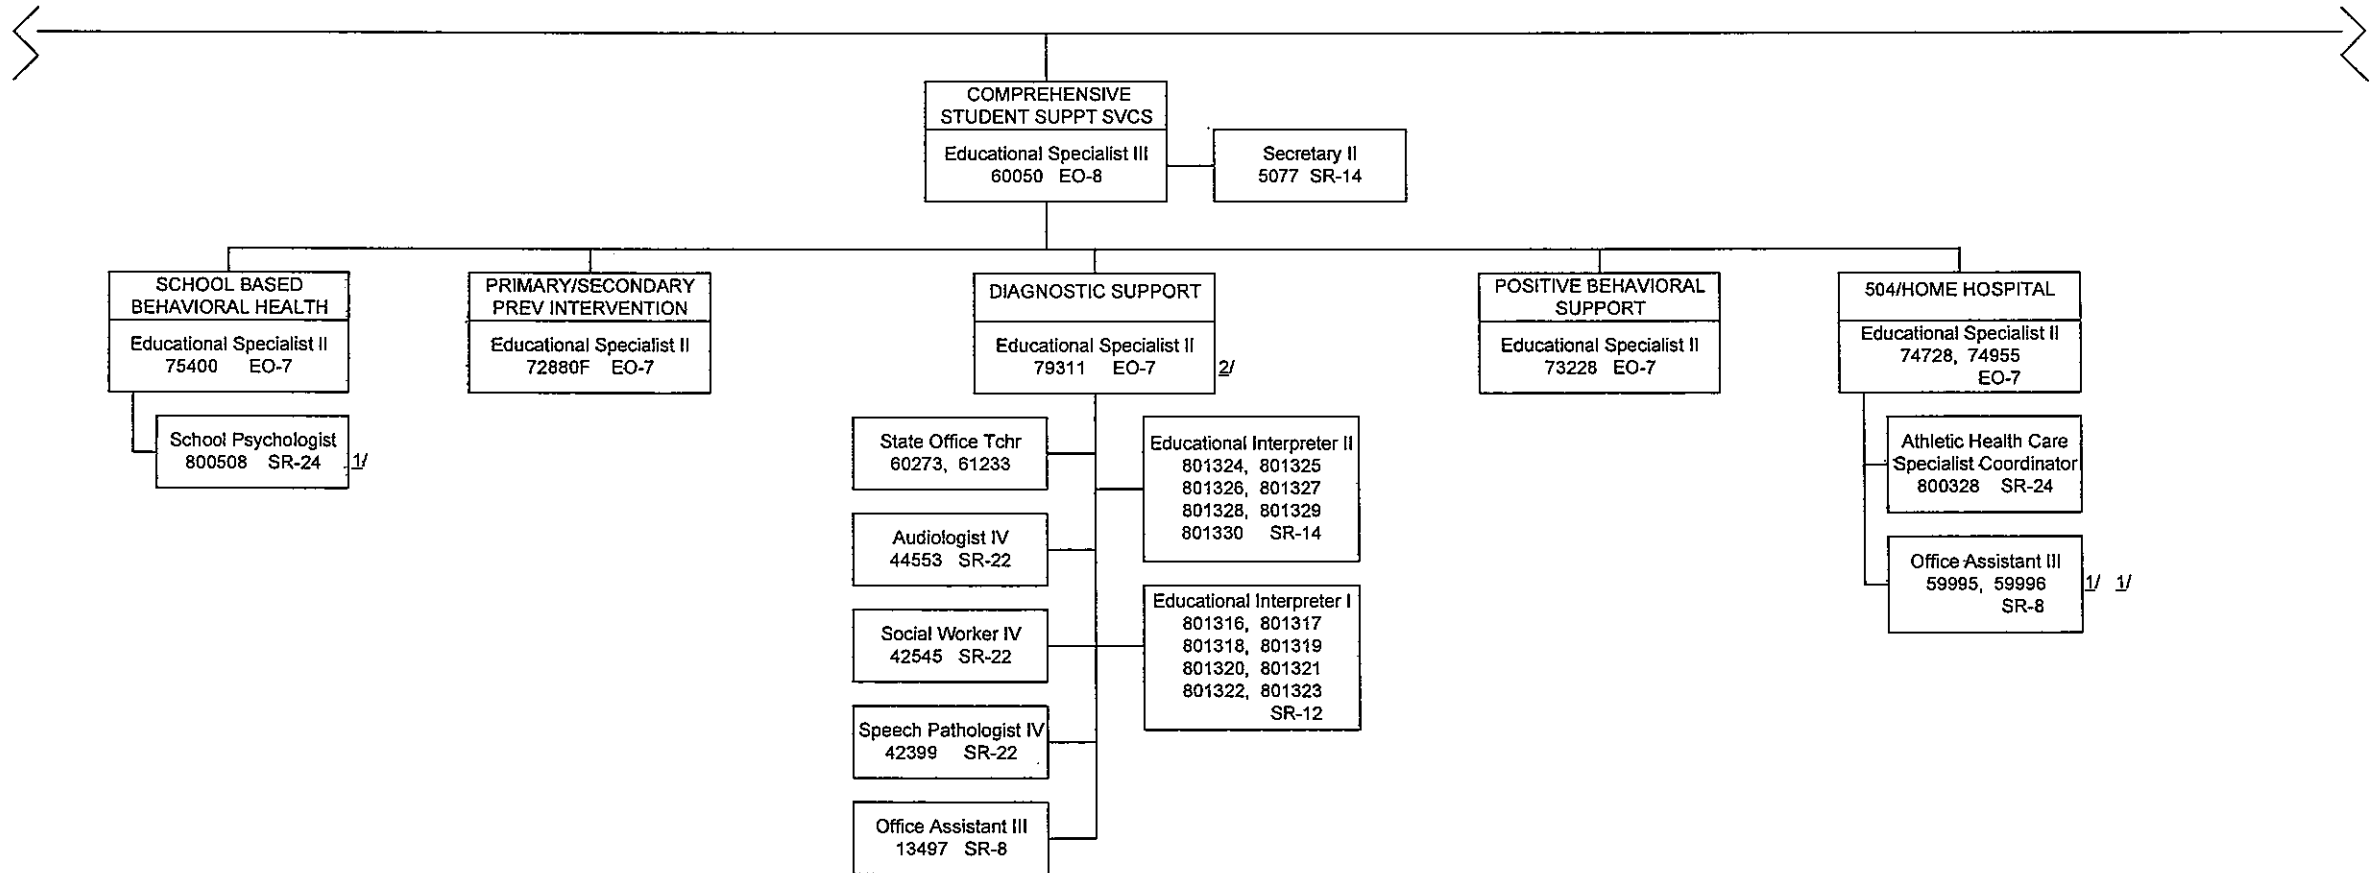 COMPREHENSIVE
STUDENT SUPPT SVCS
Educational Specialist III
60050 EO-8
Secretary II
5077 SR-14
SCHOOL BASED
BEHAVIORAL HEALTH
Educational Specialist II
75400 EO-7
School Psychologist
800508 SR-24
1/
PRIMARY/SECONDARY
PREV INTERVENTION
Educational Specialist II
72880F EO-7
DIAGNOSTIC SUPPORT
Educational Specialist II
79311 EO-7
2/
State Office Tchr
60273, 61233
Audiologist IV
44553 SR-22
Social Worker IV
42545 SR-22
Speech Pathologist IV
42399 SR-22
Office Assistant III
13497 SR-8
Educational Interpreter II
801324, 801325
801326, 801327
801328, 801329
801330 SR-14
Educational Interpreter I
801316, 801317
801318, 801319
801320, 801321
801322, 801323
SR-12
POSITIVE BEHAVIORAL
SUPPORT
Educational Specialist II
73228 EO-7
504/HOME HOSPITAL
Educational Specialist II
74728, 74955
EO-7
Athletic Health Care
Specialist Coordinator
800328 SR-24
Office Assistant III
59995, 59996
SR-8
1/ 1/